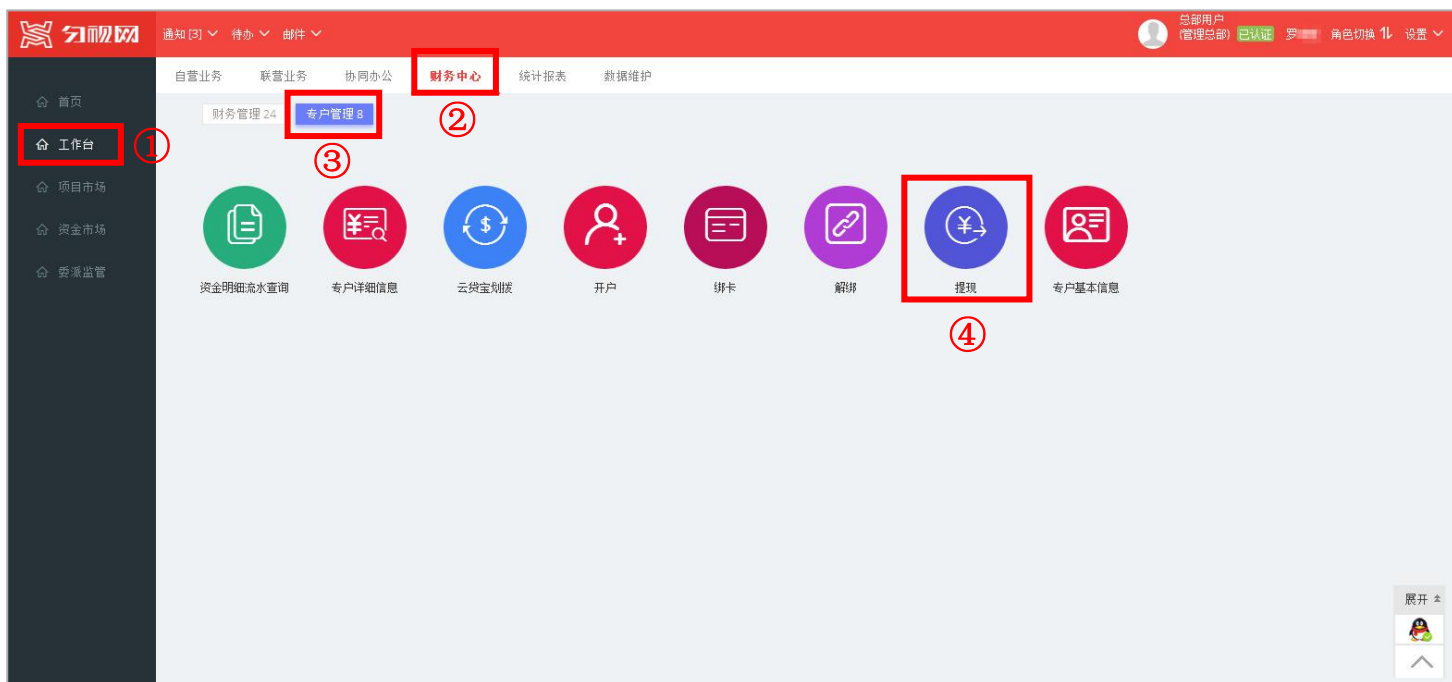 匀视网 通知 [3] 待办 邮件 总部用户
(管理总部) 已认证 罗 角色切换 设置
自营业务 联营业务 协同办公 财务中心 统计报表 数据维护
首页
工作台
项目市场
资金市场
委派监管
①
②
财务管理 24 专户管理 8
③
资金明细流水查询 专户详细信息 云贷宝划拨 开户 绑卡 解绑 提现 专户基本信息
④
展开